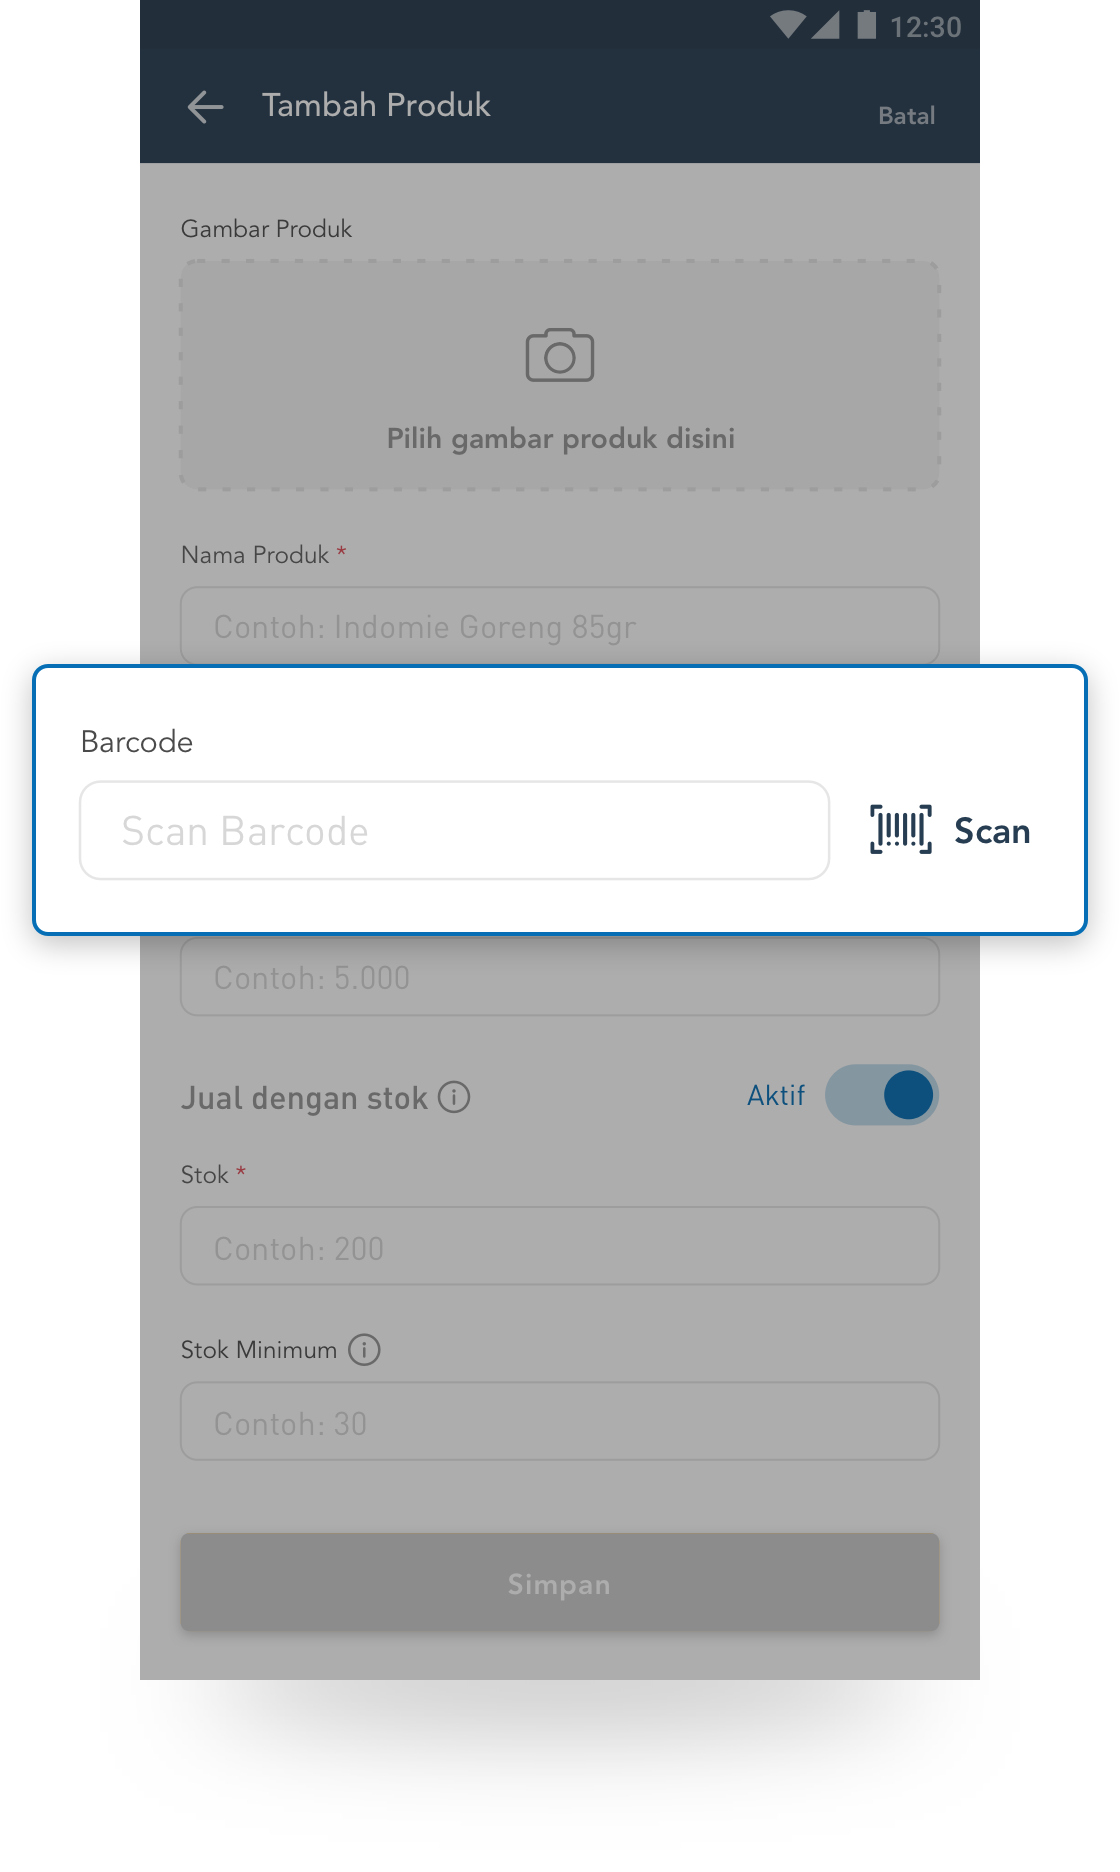 12:30
Tambah Produk
Batal
Gambar Produk
Pilih gambar produk disini
Nama Produk *
Contoh: Indomie Goreng 85gr
Barcode
Scan Barcode
Scan
Contoh: 5.000
Jual dengan stok
Aktif
Stok *
Contoh: 200
Stok Minimum
Contoh: 30
Simpan